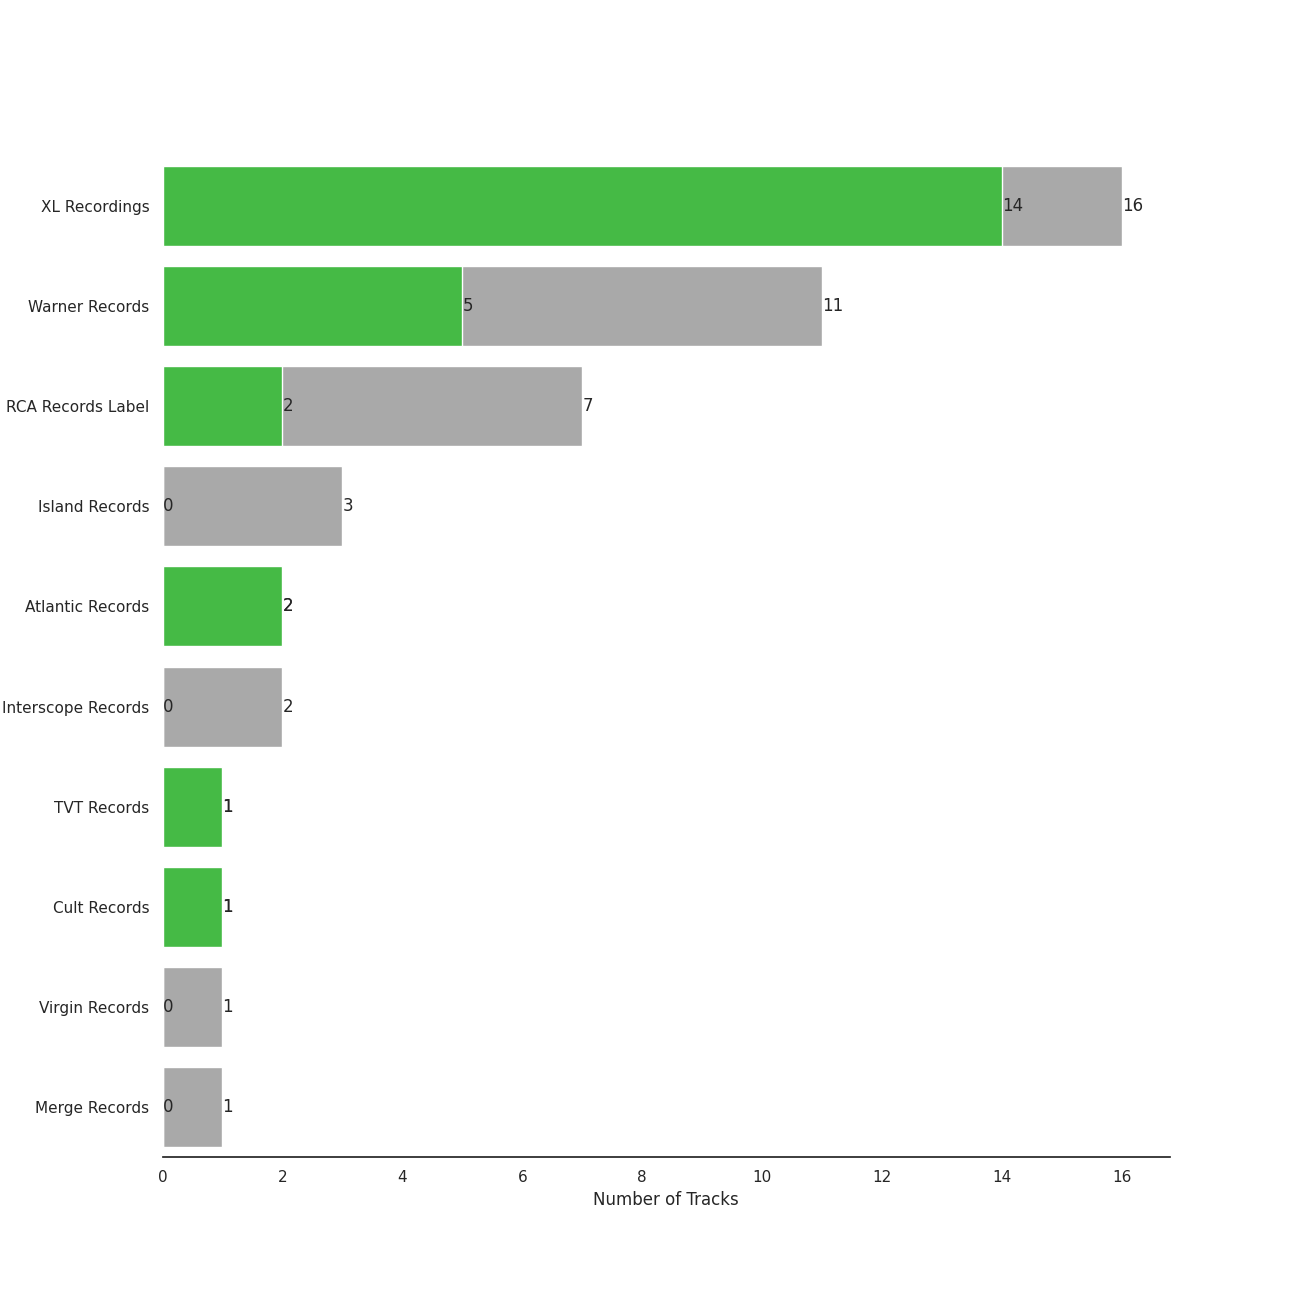 XL Recordings 14 16
Warner Records 5 11
RCA Records Label 2 7
Island Records 0 3
Atlantic Records 2
Interscope Records 0 2
TVT Records 1
Cult Records 1
Virgin Records 0 1
Merge Records 0 1
0 2 4 6 8 10 12 14 16
Number of Tracks